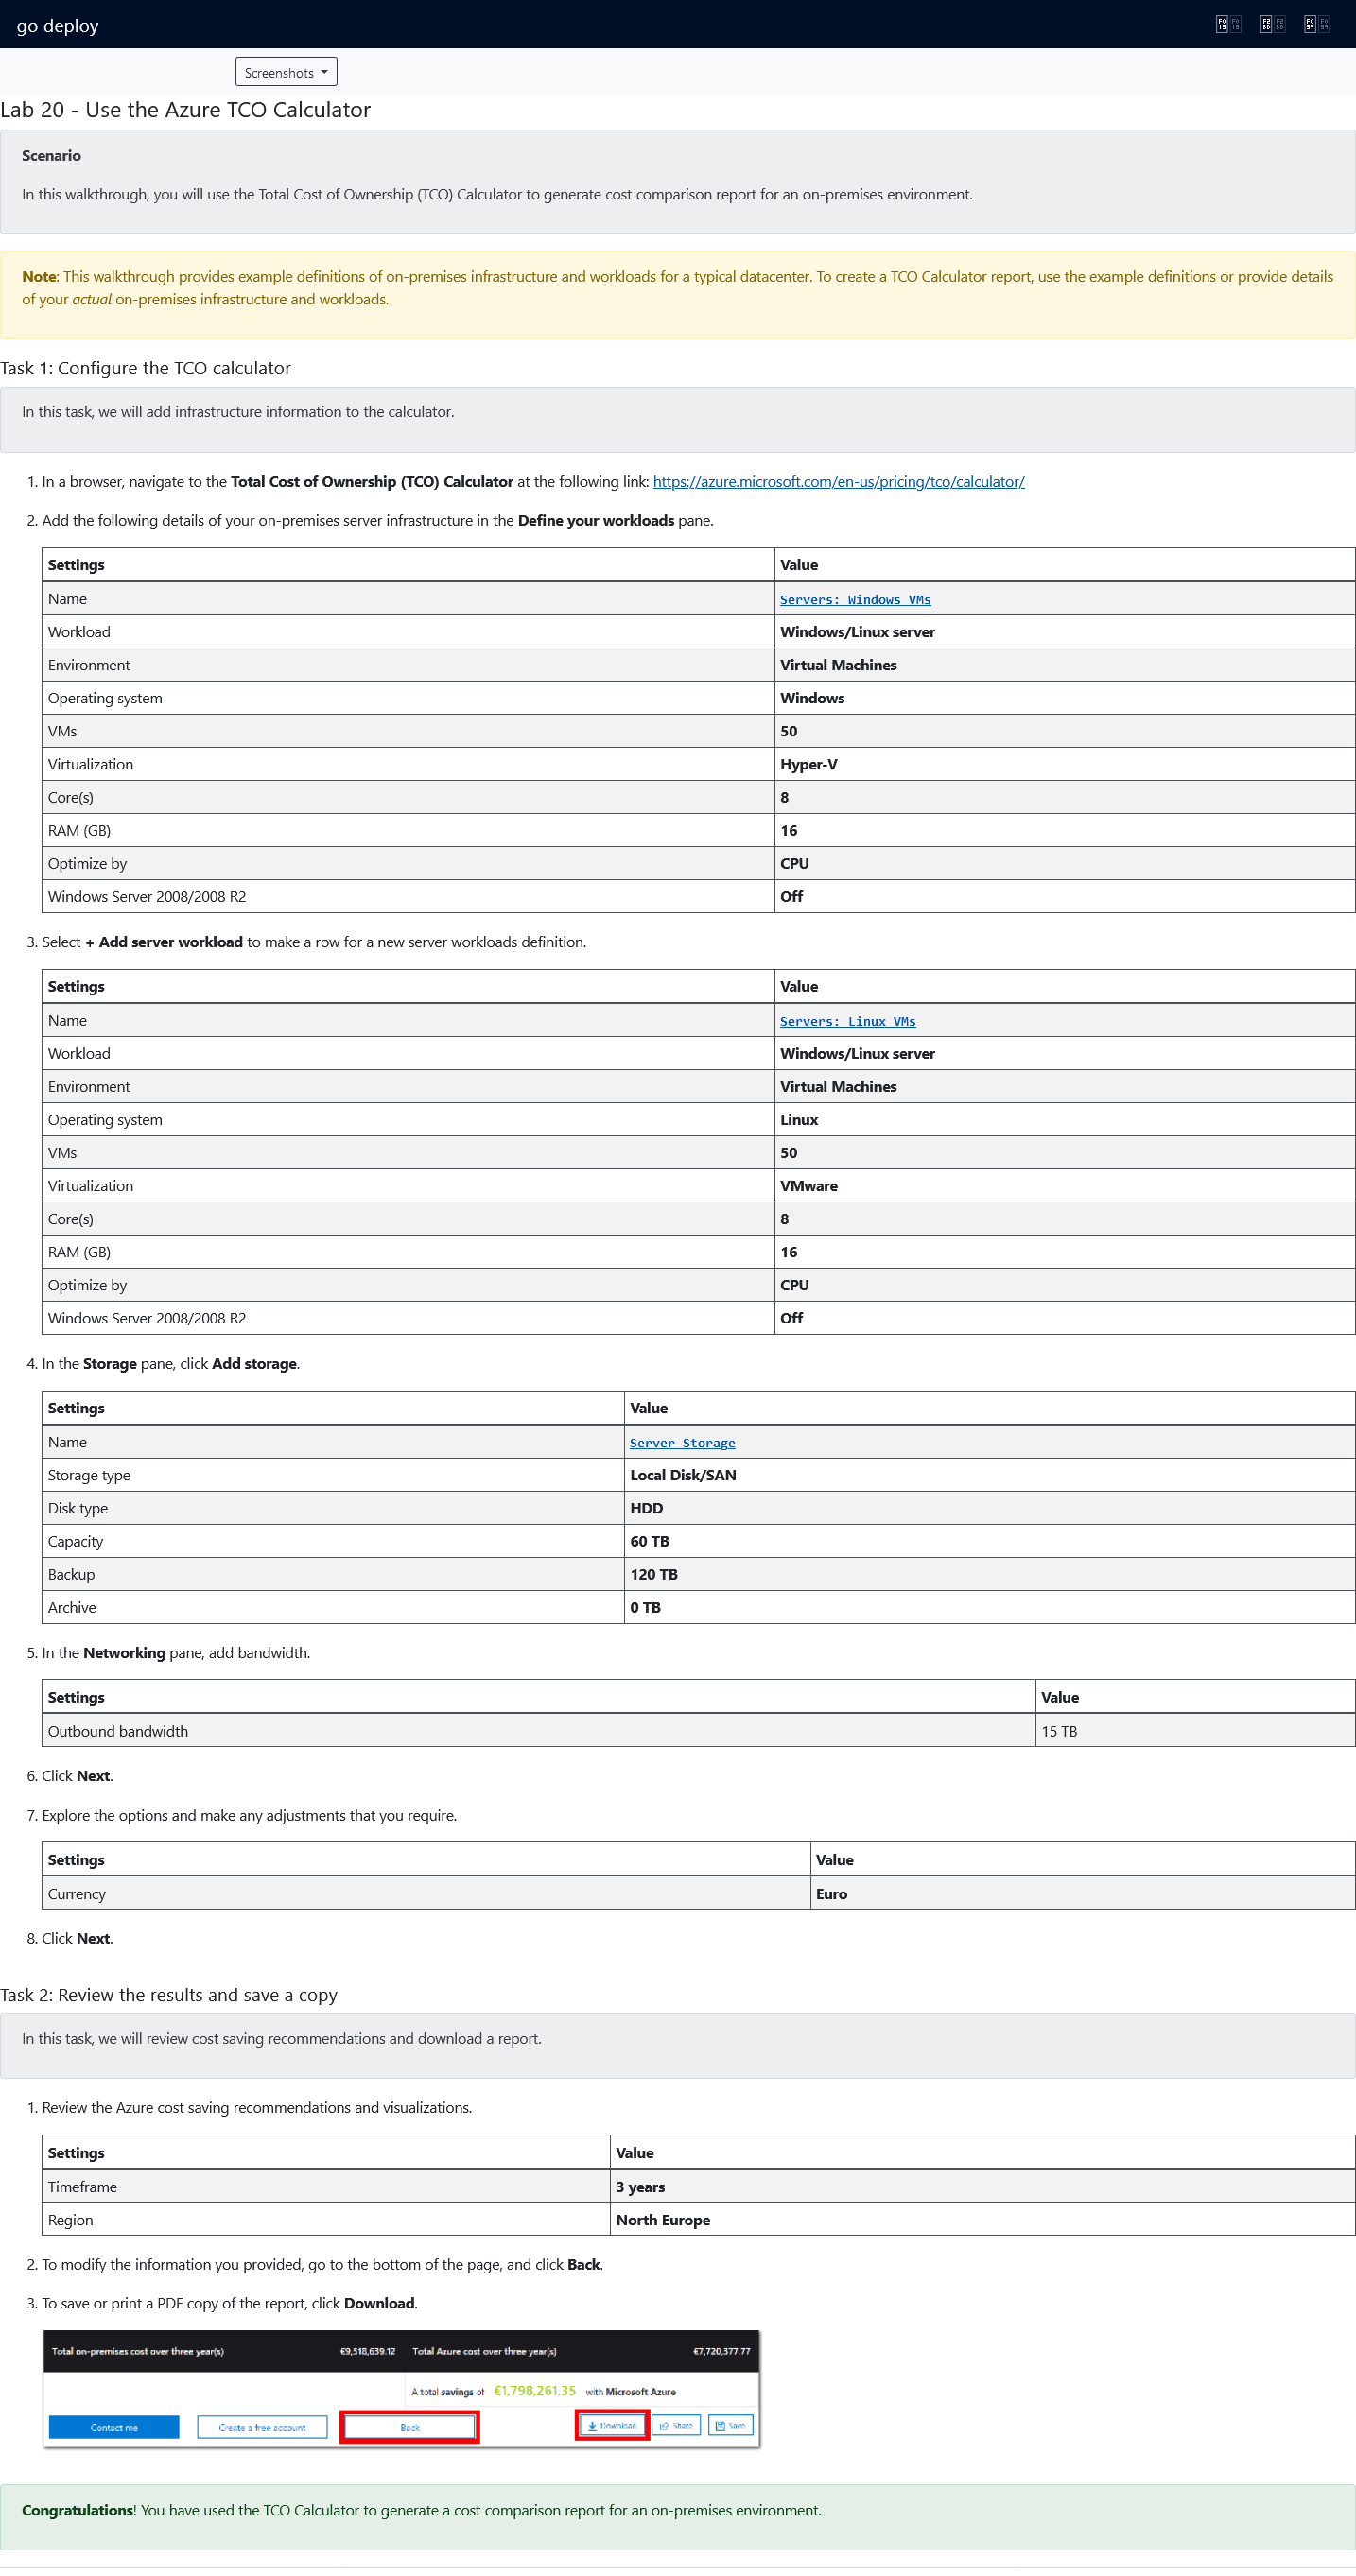 go deploy
Screenshots
Lab 20 - Use the Azure TCO Calculator
Scenario
In this walkthrough, you will use the Total Cost of Ownership (TCO) Calculator to generate cost comparison report for an on-premises environment.
Note: This walkthrough provides example definitions of on-premises infrastructure and workloads for a typical datacenter. To create a TCO Calculator report, use the example definitions or provide details
of your actual on-premises infrastructure and workloads.
Task 1: Configure the TCO calculator
In this task, we will add infrastructure information to the calculator.
1. In a browser, navigate to the Total Cost of Ownership (TCO) Calculator at the following link: https://azure.microsoft.com/en-us/pricing/tco/calculator/
2. Add the following details of your on-premises server infrastructure in the Define your workloads pane.
Settings Value
Name Servers: Windows VMs
Workload Windows/Linux server
Environment Virtual Machines
Operating system Windows
VMs 50
Virtualization Hyper-V
Core(s) 8
RAM (GB) 16
Optimize by CPU
Windows Server 2008/2008 R2 Off
3. Select + Add server workload to make a row for a new server workloads definition.
Settings Value
Name Servers: Linux VMs
Workload Windows/Linux server
Environment Virtual Machines
Operating system Linux
VMs 50
Virtualization VMware
Core(s) 8
RAM (GB) 16
Optimize by CPU
Windows Server 2008/2008 R2 Off
4. In the Storage pane, click Add storage.
Settings Value
Name Server Storage
Storage type Local Disk/SAN
Disk type HDD
Capacity 60 TB
Backup 120 TB
Archive 0 TB
5. In the Networking pane, add bandwidth.
Settings Value
Outbound bandwidth 15 TB
6. Click Next.
7. Explore the options and make any adjustments that you require.
Settings Value
Currency Euro
8. Click Next.
Task 2: Review the results and save a copy
In this task, we will review cost saving recommendations and download a report.
1. Review the Azure cost saving recommendations and visualizations.
Settings Value
Timeframe 3 years
Region North Europe
2. To modify the information you provided, go to the bottom of the page, and click Back.
3. To save or print a PDF copy of the report, click Download.
Total on-premises cost over three year(s) €9,518,639.12 Total Azure cost over three year(s) €7,720,377.77
A total savings of €1,798,261.35 with Microsoft Azure
Contact me Create a free account Back Download Share Save
Congratulations! You have used the TCO Calculator to generate a cost comparison report for an on-premises environment.